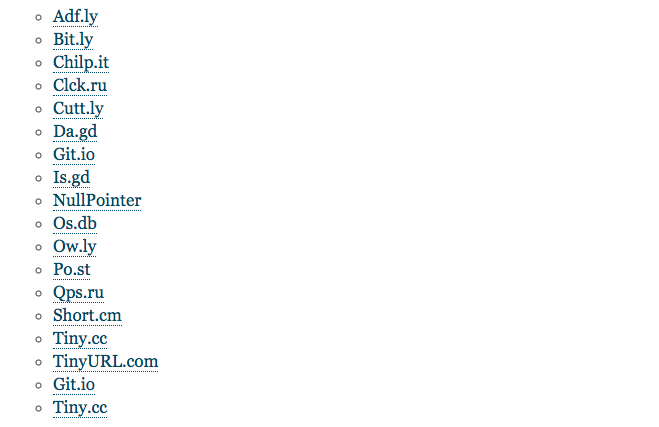 Adf.ly
Bit.ly
Chilp.it
Clck.ru
Cutt.ly
Da.gd
Git.io
Is.gd
NullPointer
Os.db
Ow.ly
Po.st
Qps.ru
Short.cm
Tiny.cc
TinyURL.com
Git.io
Tiny.cc